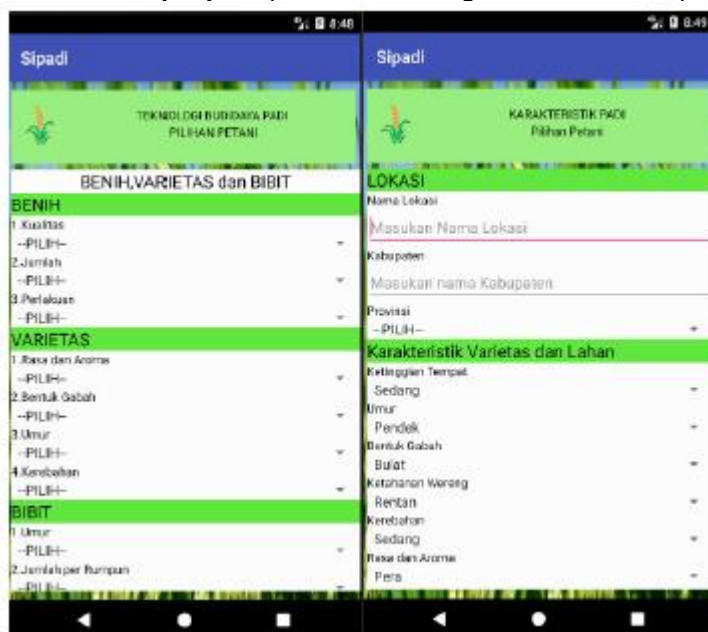 8:48
Sipadi
TEKNOLOGI BUDIDAYA PADI
PILIHAN PETANI
BENIH,VARIETAS dan BIBIT
BENIH
1.Kualitas
--PILIH--
2.Jumlah
--PILIH--
3.Perlakuan
--PILIH--
VARIETAS
1.Rasa dan Aroma
--PILIH--
2.Bentuk Gabah
--PILIH--
3.Umur
--PILIH--
4.Kerebahan
--PILIH--
BIBIT
1.Umur
--PILIH--
2.Jumlah per Rumpun
--PILIH--
8:49
Sipadi
KARAKTERISTIK PADI
Pilihan Petani
LOKASI
Nama Lokasi
Masukan Nama Lokasi
Kabupaten
Masukan nama Kabupaten
Provinsi
--PILIH--
Karakteristik Varietas dan Lahan
Ketinggian Tempat
Sedang
Umur
Pendek
Bentuk Gabah
Bulat
Ketahanan Wereng
Rentan
Kerebahan
Sedang
Rasa dan Aroma
Pera